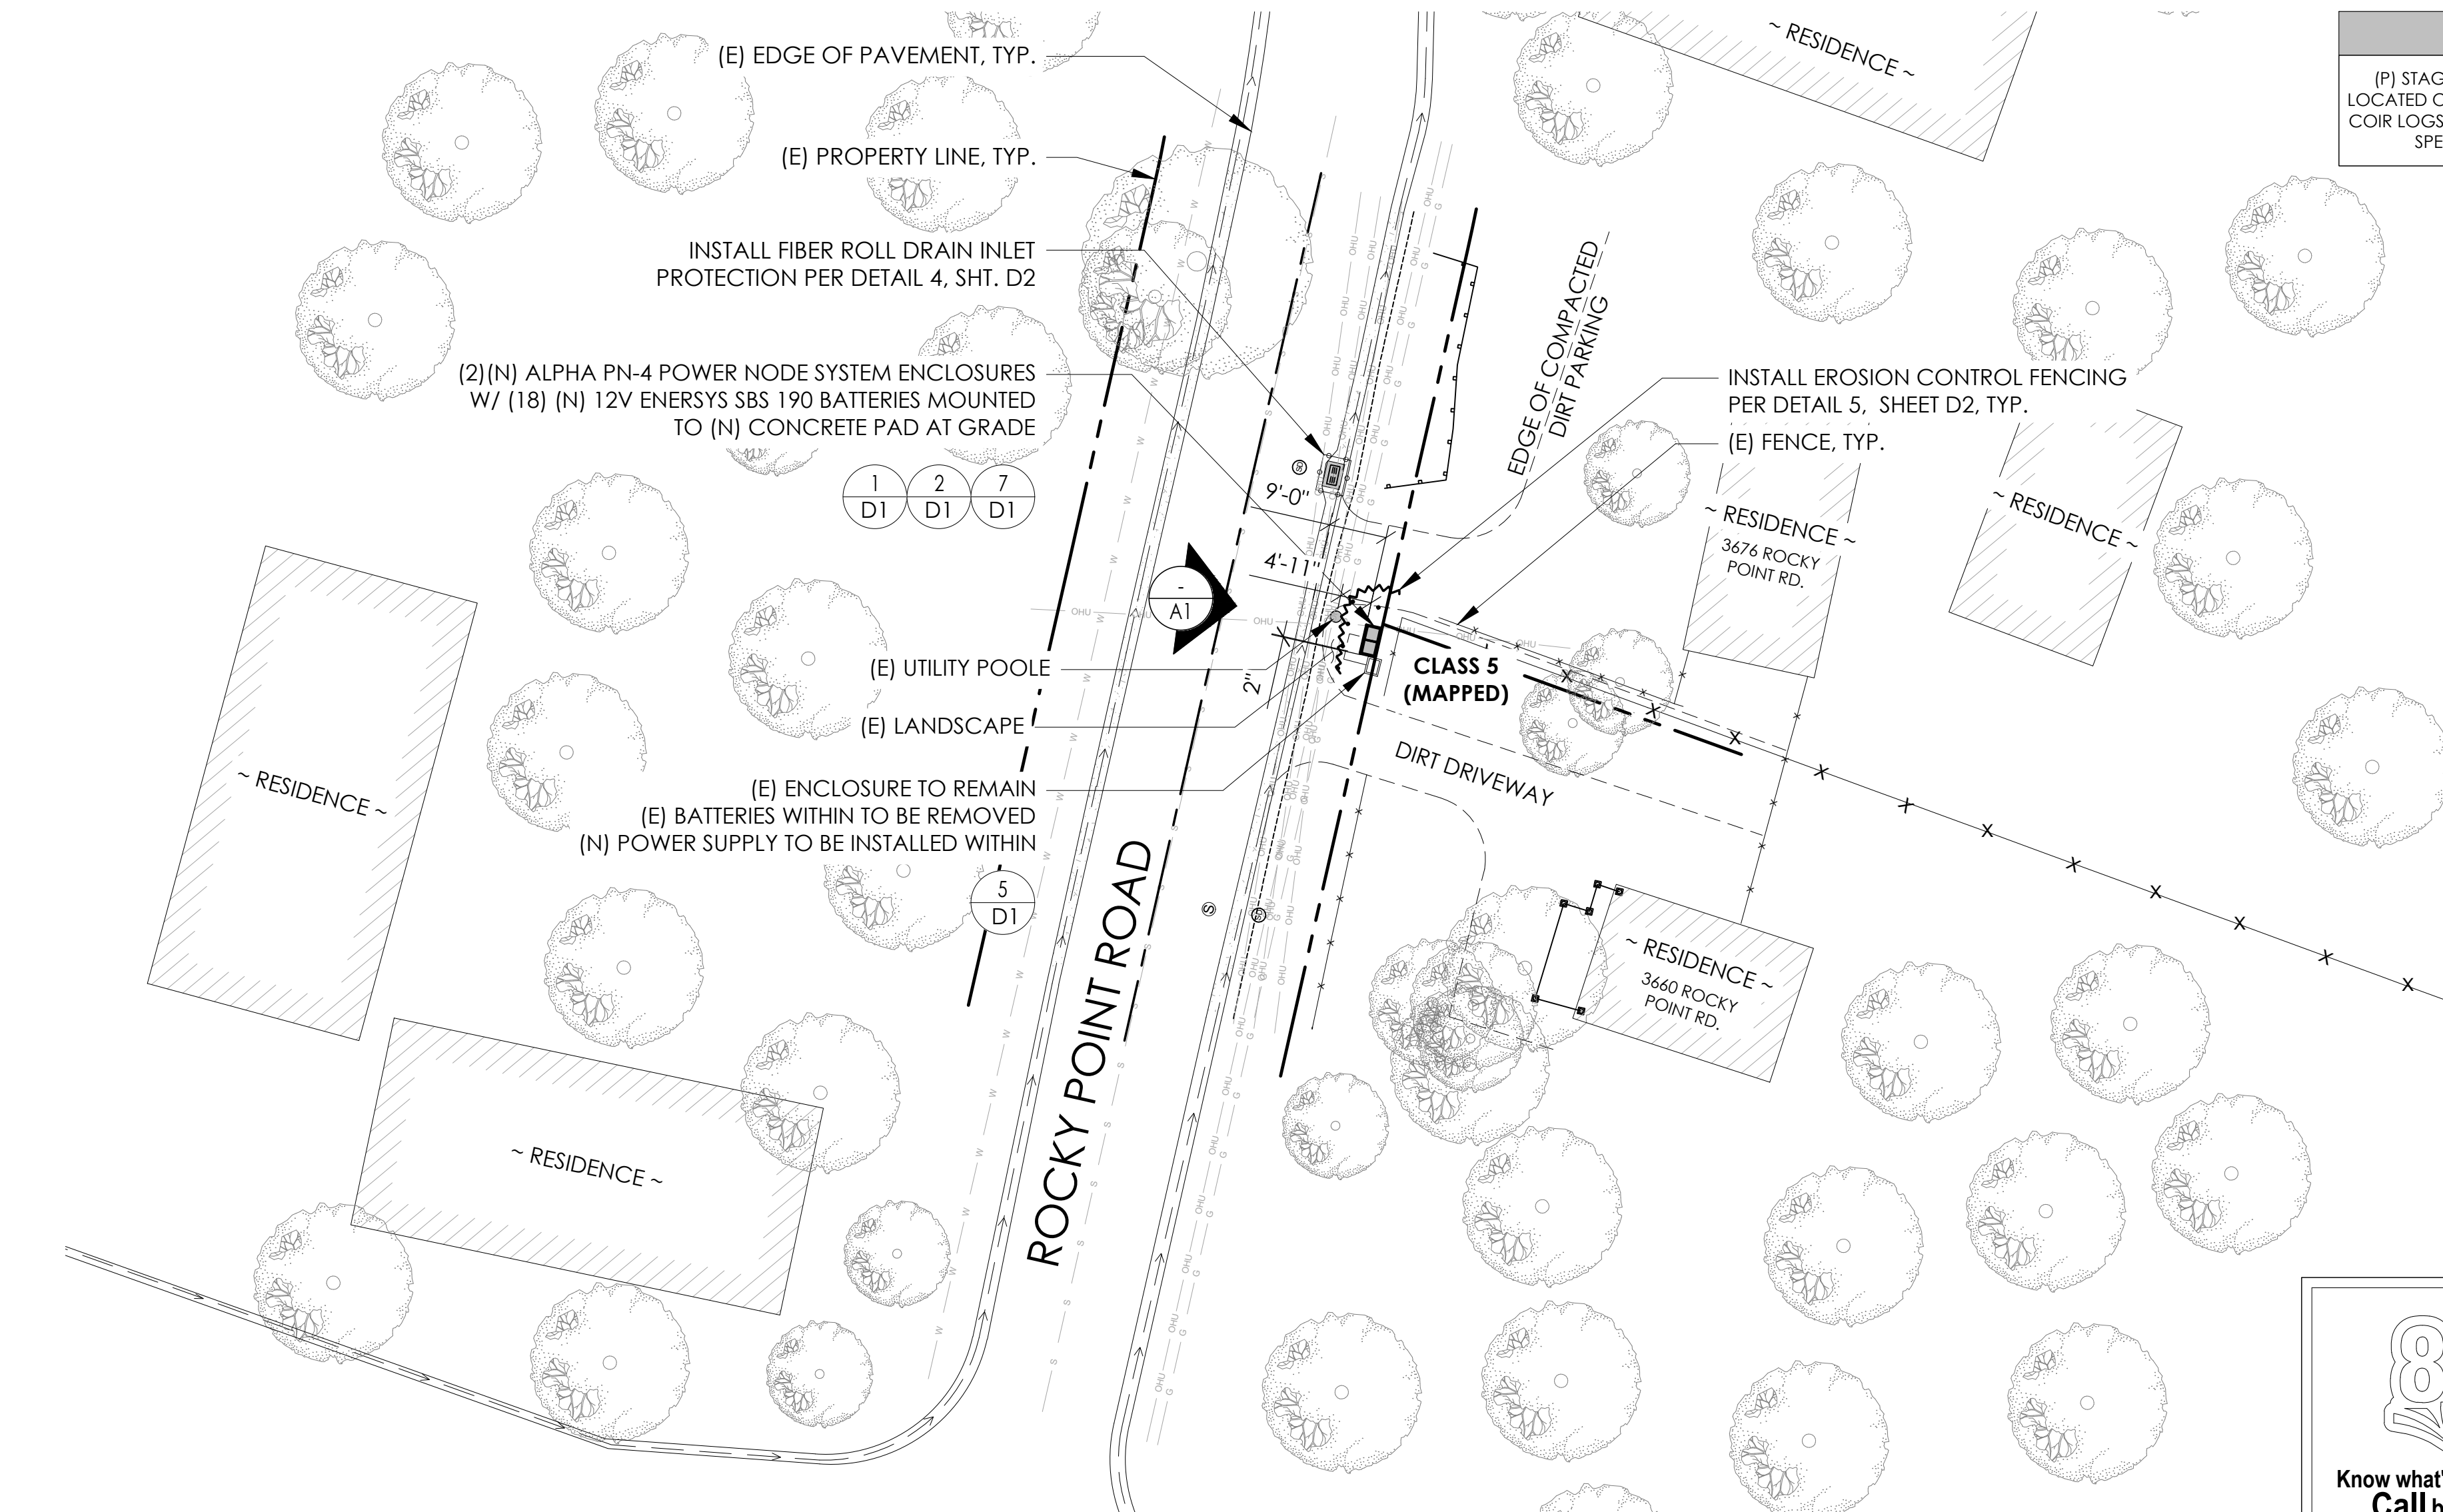 (E) EDGE OF PAVEMENT, TYP.
(E) PROPERTY LINE, TYP.
INSTALL FIBER ROLL DRAIN INLET
PROTECTION PER DETAIL 4, SHT. D2
(2)(N) ALPHA PN-4 POWER NODE SYSTEM ENCLOSURES
W/ (18) (N) 12V ENERSYS SBS 190 BATTERIES MOUNTED
TO (N) CONCRETE PAD AT GRADE
1
D1
2
D1
7
D1
-
A1
(E) UTILITY POOLE
(E) LANDSCAPE
(E) ENCLOSURE TO REMAIN
(E) BATTERIES WITHIN TO BE REMOVED
(N) POWER SUPPLY TO BE INSTALLED WITHIN
5
D1
ROCKY POINT ROAD
9'-0"
4'-11"
2"
EDGE OF COMPACTED
DIRT PARKING
INSTALL EROSION CONTROL FENCING
PER DETAIL 5, SHEET D2, TYP.
(E) FENCE, TYP.
CLASS 5
(MAPPED)
DIRT DRIVEWAY
~ RESIDENCE ~
~ RESIDENCE ~
3676 ROCKY
POINT RD.
~ RESIDENCE ~
~ RESIDENCE ~
3660 ROCKY
POINT RD.
~ RESIDENCE ~
~ RESIDENCE ~
(P) STAG
LOCATED O
COIR LOGS
SPE
8
Know what'
Call b